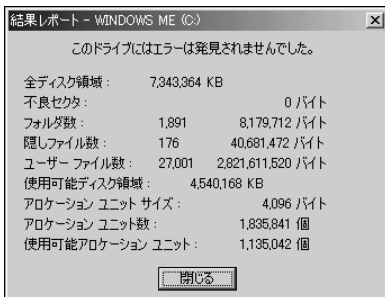 結果レポート - WINDOWS ME (C:)
このドライブにはエラーは発見されませんでした。
全ディスク領域： 7,343,364 KB
不良セクタ： 0 バイト
フォルダ数： 1,891 8,179,712 バイト
隠しファイル数： 176 40,681,472 バイト
ユーザー ファイル数： 27,001 2,821,611,520 バイト
使用可能ディスク領域： 4,540,168 KB
アロケーション ユニット サイズ： 4,096 バイト
アロケーション ユニット数： 1,835,841 個
使用可能アロケーション ユニット： 1,135,042 個
閉じる